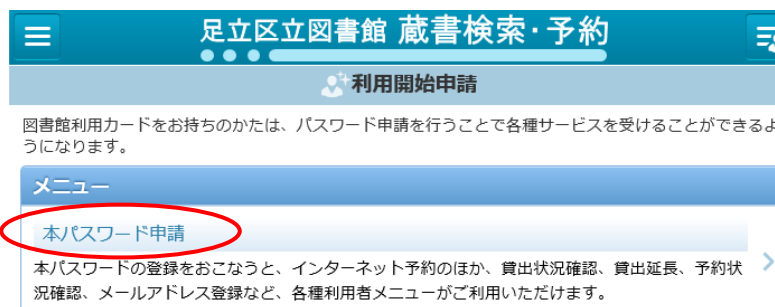 足立区立図書館 蔵書検索・予約
利用開始申請
図書館利用カードをお持ちのかたは、パスワード申請を行うことで各種サービスを受けることができるよ
うになります。
メニュー
本パスワード申請
本パスワードの登録をおこなうと、インターネット予約のほか、貸出状況確認、貸出延長、予約状
況確認、メールアドレス登録など、各種利用者メニューがご利用いただけます。